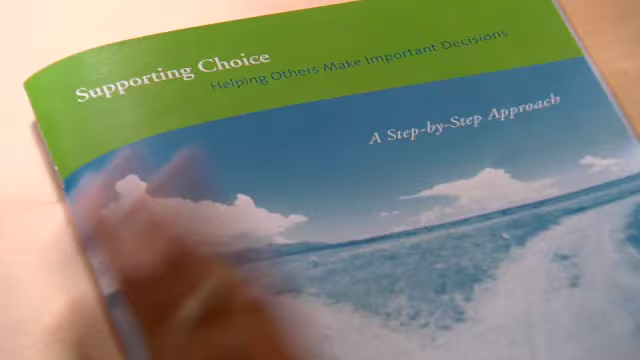 Supporting Choice
Helping Others Make Important Decisions
A Step-by-Step Approach